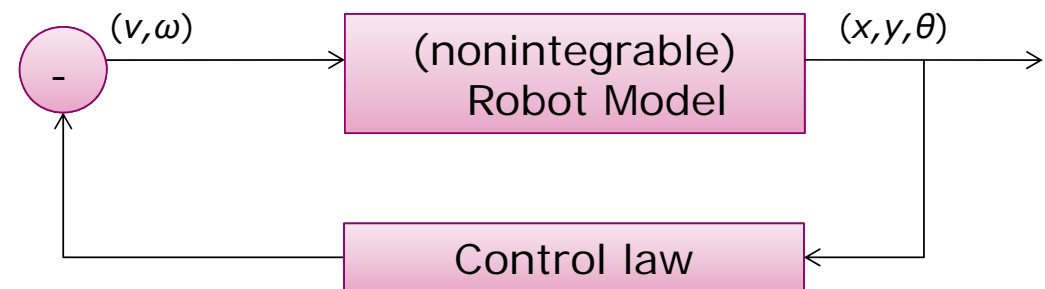 (v,ω)
(nonintegrable)
Robot Model
(x,y,θ)
-
Control law